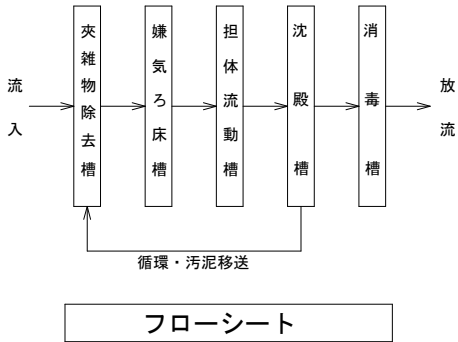 流入
夾雑物除去槽
嫌気ろ床槽
担体流動槽
沈殿槽
消毒槽
放流
循環・汚泥移送
フローシート